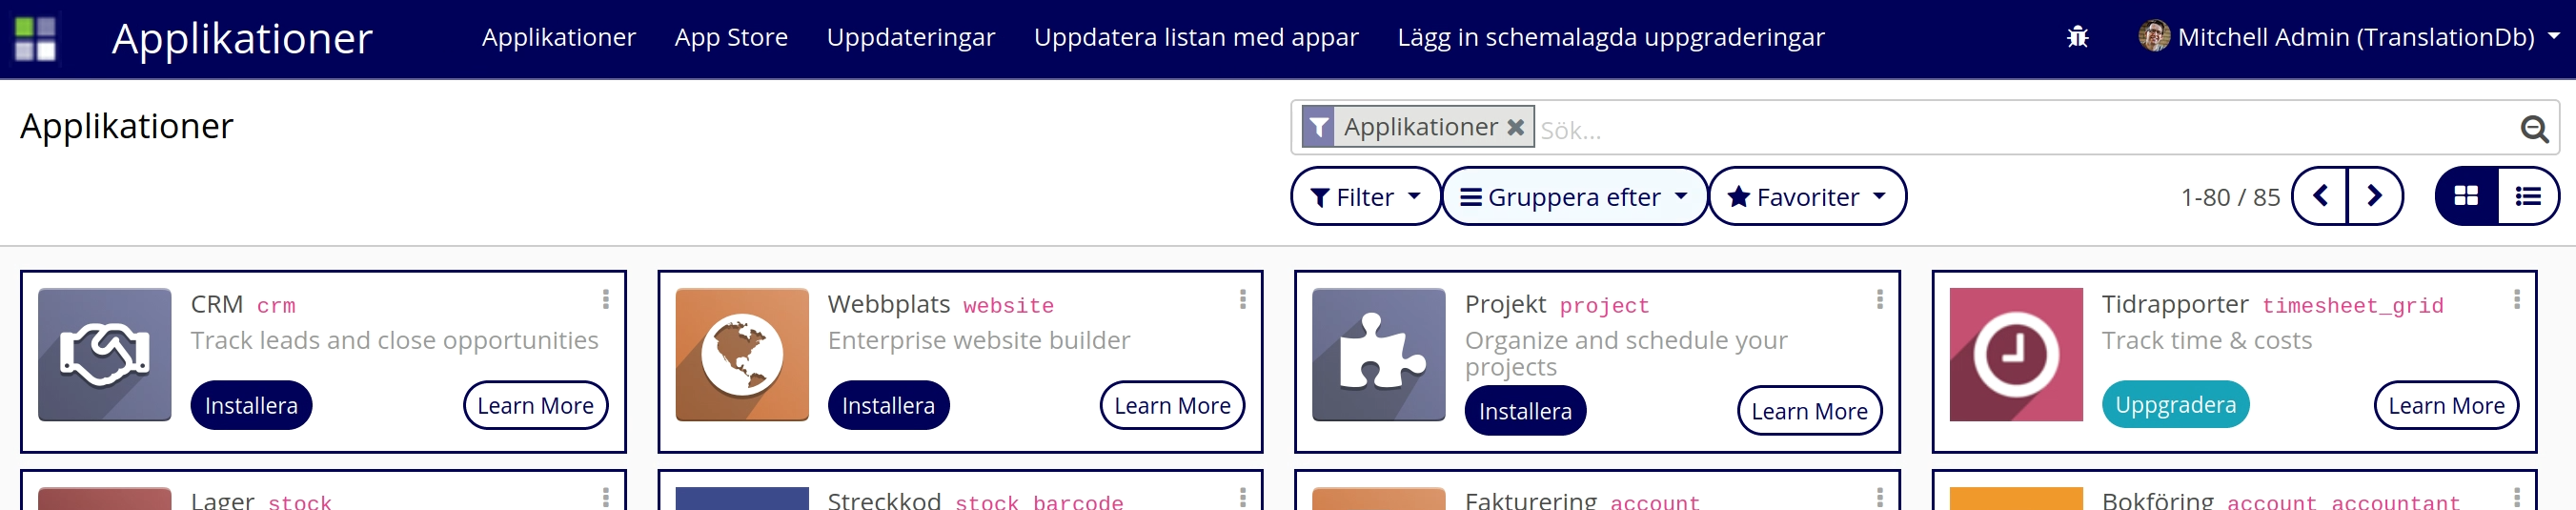 Applikationer Applikationer App Store Uppdateringar Uppdatera listan med appar Lägg in schemalagda uppgraderingar Mitchell Admin (TranslationDb)
Applikationer Applikationer Sök...
Filter Gruppera efter Favoriter 1-80 / 85
CRM crm
Track leads and close opportunities
Installera Learn More
Webbplats website
Enterprise website builder
Installera Learn More
Projekt project
Organize and schedule your
projects
Installera Learn More
Tidrapporter timesheet_grid
Track time & costs
Uppgradera Learn More
Lager stock
Streckkod stock_barcode
Fakturering account
Bokföring account_accountant